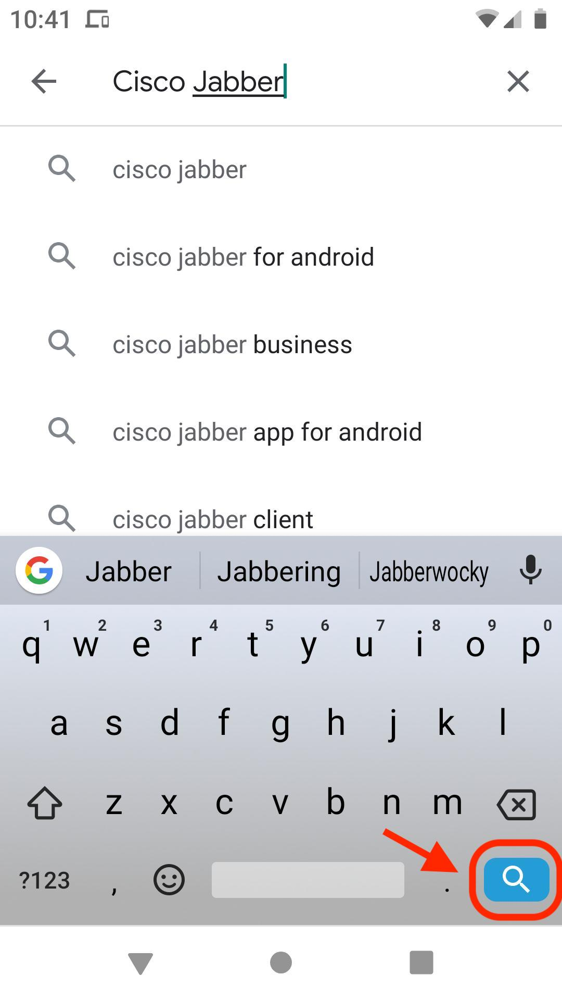 10:41
Cisco Jabber
cisco jabber
cisco jabber for android
cisco jabber business
cisco jabber app for android
cisco jabber client
Jabber Jabbering Jabberwocky
1 2 3 4 5 6 7 8 9 0
q w e r t y u i o p
a s d f g h j k l
z x c v b n m
?123 , .